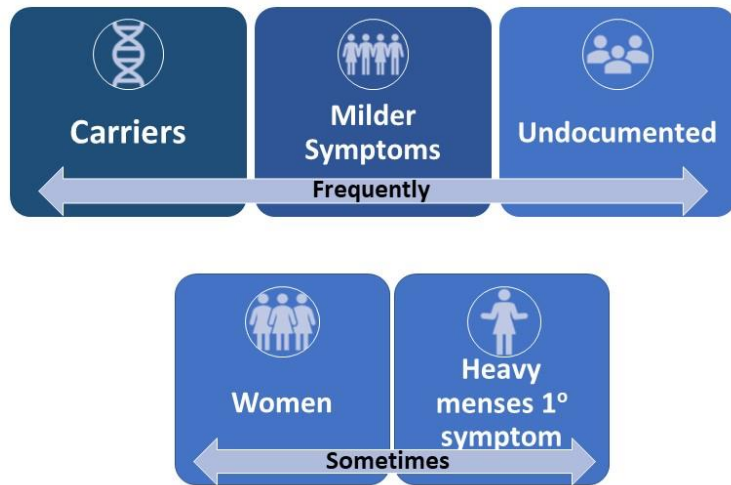 Carriers
Milder
Symptoms
Undocumented
Frequently
Women
Heavy
menses 1º
symptom
Sometimes